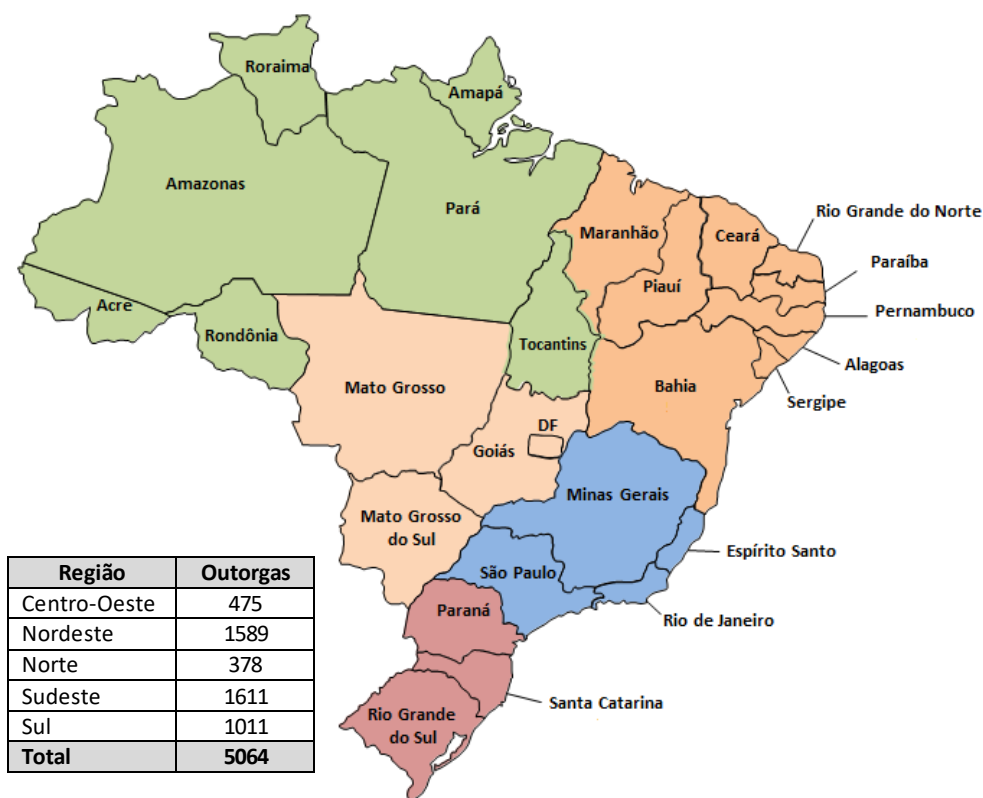 Roraima
Amapá
Amazonas
Pará
Rio Grande do Norte
Maranhão
Ceará
Paraíba
Piauí
Pernambuco
Acre
Rondônia
Tocantins
Alagoas
Mato Grosso
Bahia
Sergipe
DF
Goiás
Minas Gerais
Mato Grosso
do Sul
Espírito Santo
São Paulo
Rio de Janeiro
Paraná
Santa Catarina
Rio Grande
do Sul
Região Outorgas
Centro-Oeste 475
Nordeste 1589
Norte 378
Sudeste 1611
Sul 1011
Total 5064